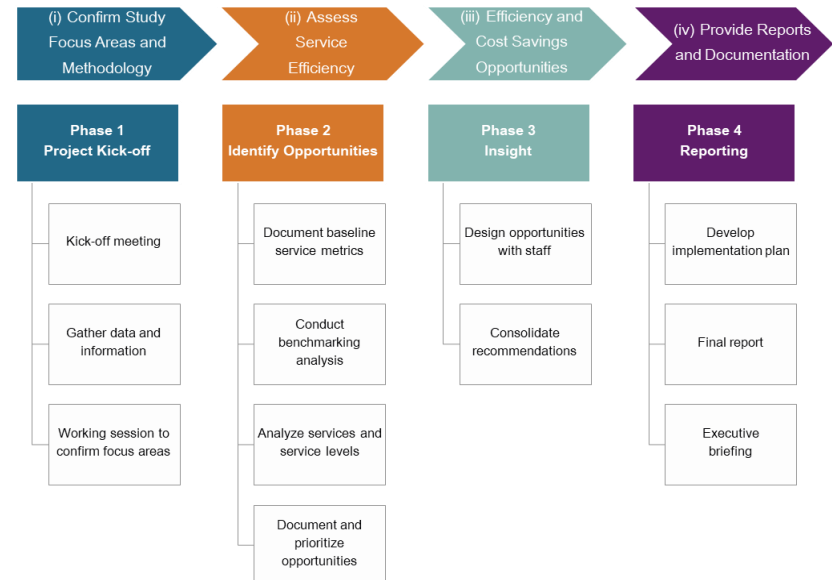 (i) Confirm Study
Focus Areas and
Methodology
(ii) Assess
Service
Efficiency
(iii) Efficiency and
Cost Savings
Opportunities
(iv) Provide Reports
and Documentation
Phase 1
Project Kick-off
Phase 2
Identify Opportunities
Phase 3
Insight
Phase 4
Reporting
Kick-off meeting
Gather data and
information
Working session to
confirm focus areas
Document baseline
service metrics
Conduct
benchmarking
analysis
Analyze services and
service levels
Document and
prioritize
opportunities
Design opportunities
with staff
Consolidate
recommendations
Develop
implementation plan
Final report
Executive
briefing